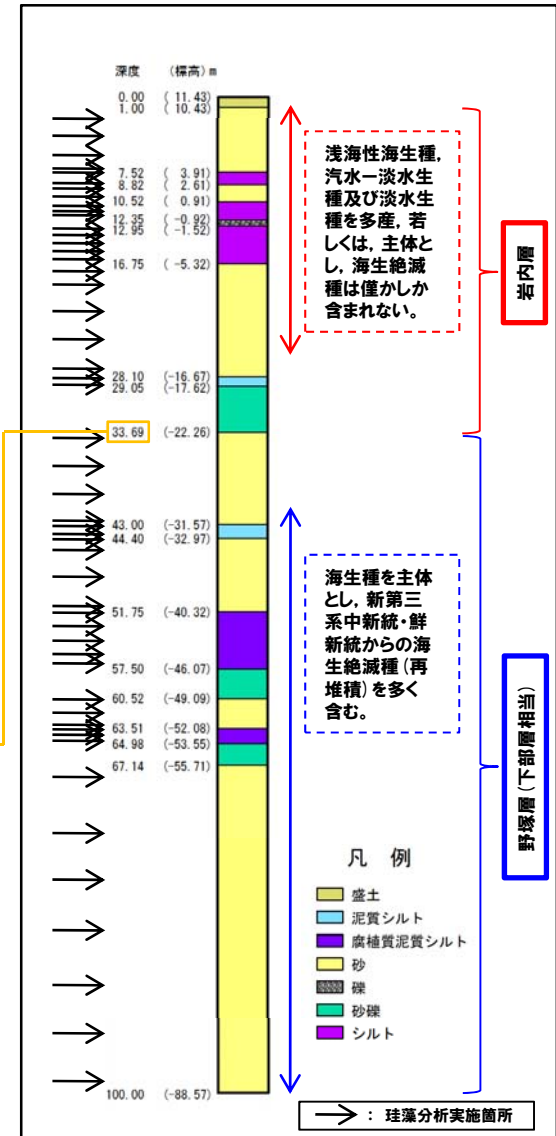 深度 (標高) m
0.00 ( 11.43)
1.00 ( 10.43)
7.52 ( 3.91)
8.82 ( 2.61)
10.52 ( 0.91)
12.35 ( -0.92)
12.95 ( -1.52)
16.75 ( -5.32)
28.10 (-16.67)
29.05 (-17.62)
33.69 (-22.26)
43.00 (-31.57)
44.40 (-32.97)
51.75 (-40.32)
57.50 (-46.07)
60.52 (-49.09)
63.51 (-52.08)
64.98 (-53.55)
67.14 (-55.71)
100.00 (-88.57)
浅海性海生種,
汽水ー淡水生
種及び淡水生
種を多産, 若
しくは, 主体と
し, 海生絶滅
種は僅かしか
含まれない。
岩内層
海生種を主体
とし, 新第三
系中新統・鮮
新統からの海
生絶滅種(再
堆積)を多く
含む。
野塚層(下部層相当)
凡 例
盛土
泥質シルト
腐植質泥質シルト
砂
礫
砂礫
シルト
: 珪藻分析実施箇所